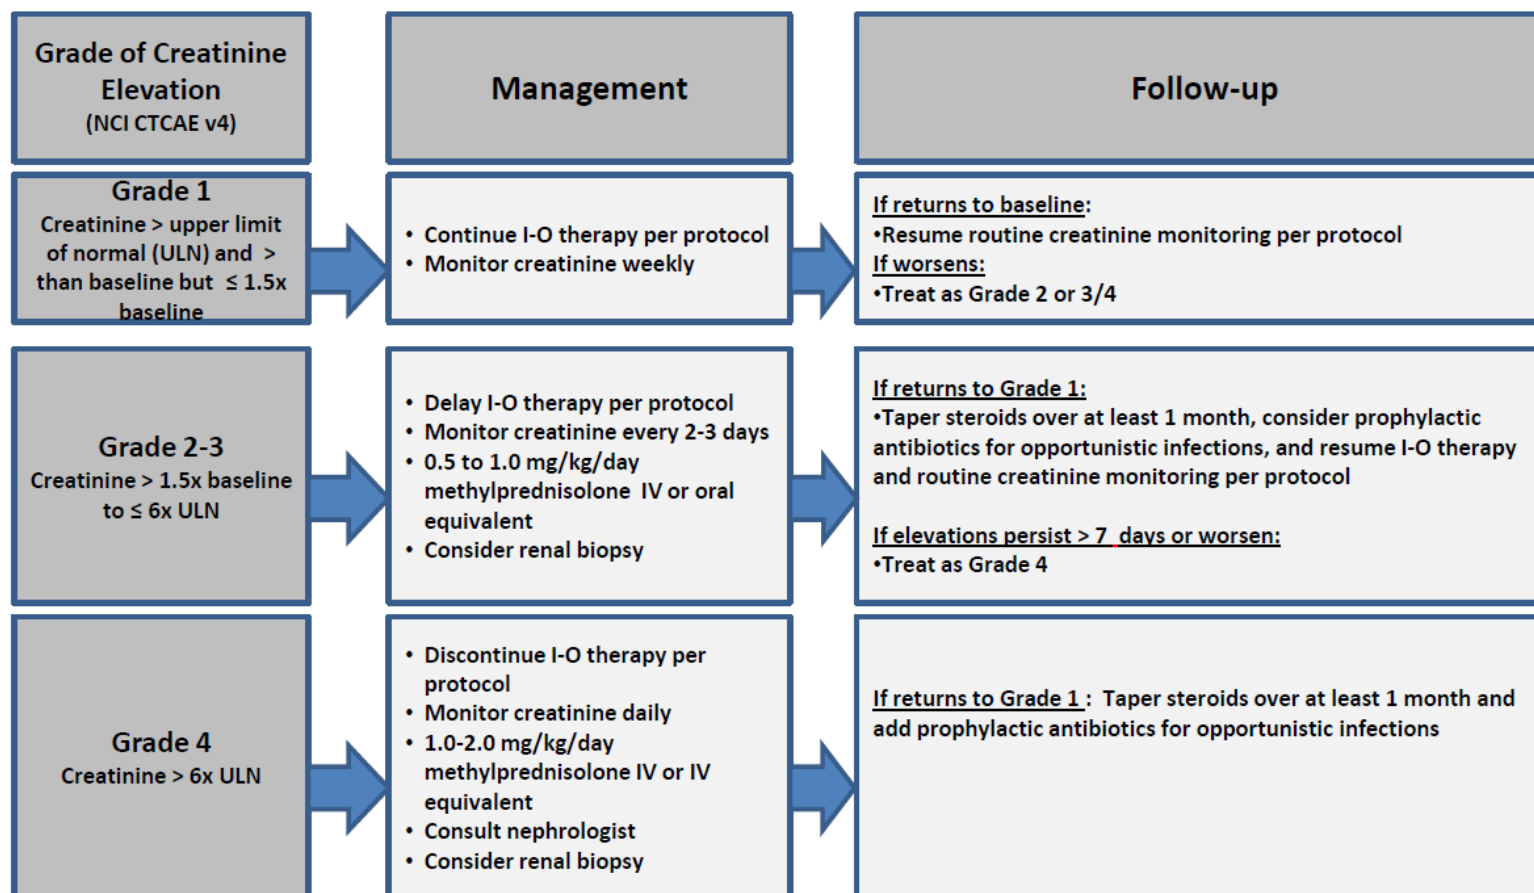 Grade of Creatinine
Elevation
(NCI CTCAE v4)
Management
Follow-up
Grade 1
Creatinine > upper limit
of normal (ULN) and >
than baseline but ≤ 1.5x
baseline
• Continue I-O therapy per protocol
• Monitor creatinine weekly
If returns to baseline:
•Resume routine creatinine monitoring per protocol
If worsens:
•Treat as Grade 2 or 3/4
Grade 2-3
Creatinine > 1.5x baseline
to ≤ 6x ULN
• Delay I-O therapy per protocol
• Monitor creatinine every 2-3 days
• 0.5 to 1.0 mg/kg/day
methylprednisolone IV or oral
equivalent
• Consider renal biopsy
If returns to Grade 1:
•Taper steroids over at least 1 month, consider prophylactic
antibiotics for opportunistic infections, and resume I-O therapy
and routine creatinine monitoring per protocol
If elevations persist > 7 days or worsen:
•Treat as Grade 4
Grade 4
Creatinine > 6x ULN
• Discontinue I-O therapy per
protocol
• Monitor creatinine daily
• 1.0-2.0 mg/kg/day
methylprednisolone IV or IV
equivalent
• Consult nephrologist
• Consider renal biopsy
If returns to Grade 1 : Taper steroids over at least 1 month and
add prophylactic antibiotics for opportunistic infections